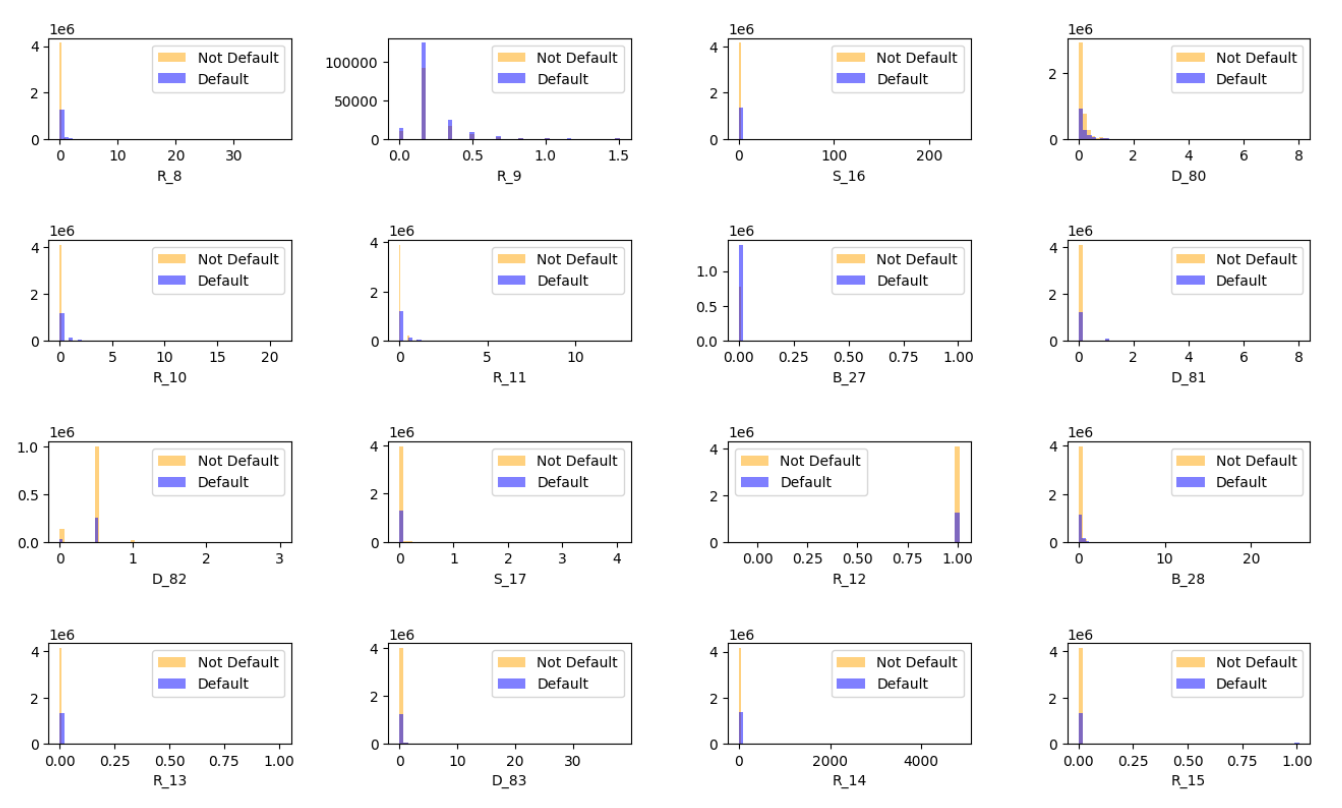 1e6
4
2
0
Not Default
Default
0 10 20 30
R_8
100000
50000
0
Not Default
Default
0.0 0.5 1.0 1.5
R_9
1e6
4
2
0
Not Default
Default
0 100 200
S_16
1e6
2
0
Not Default
Default
0 2 4 6 8
D_80
1e6
4
2
0
Not Default
Default
0 5 10 15 20
R_10
1e6
4
2
0
Not Default
Default
0 5 10
R_11
1e6
1.0
0.5
0.0
Not Default
Default
0.00 0.25 0.50 0.75 1.00
B_27
1e6
4
2
0
Not Default
Default
0 2 4 6 8
D_81
1e6
1.0
0.5
0.0
Not Default
Default
0 1 2 3
D_82
1e6
4
2
0
Not Default
Default
0 1 2 3 4
S_17
1e6
4
2
0
Not Default
Default
0.00 0.25 0.50 0.75 1.00
R_12
1e6
4
2
0
Not Default
Default
0 10 20
B_28
1e6
4
2
0
Not Default
Default
0.00 0.25 0.50 0.75 1.00
R_13
1e6
4
2
0
Not Default
Default
0 10 20 30
D_83
1e6
4
2
0
Not Default
Default
0 2000 4000
R_14
1e6
4
2
0
Not Default
Default
0.00 0.25 0.50 0.75 1.00
R_15